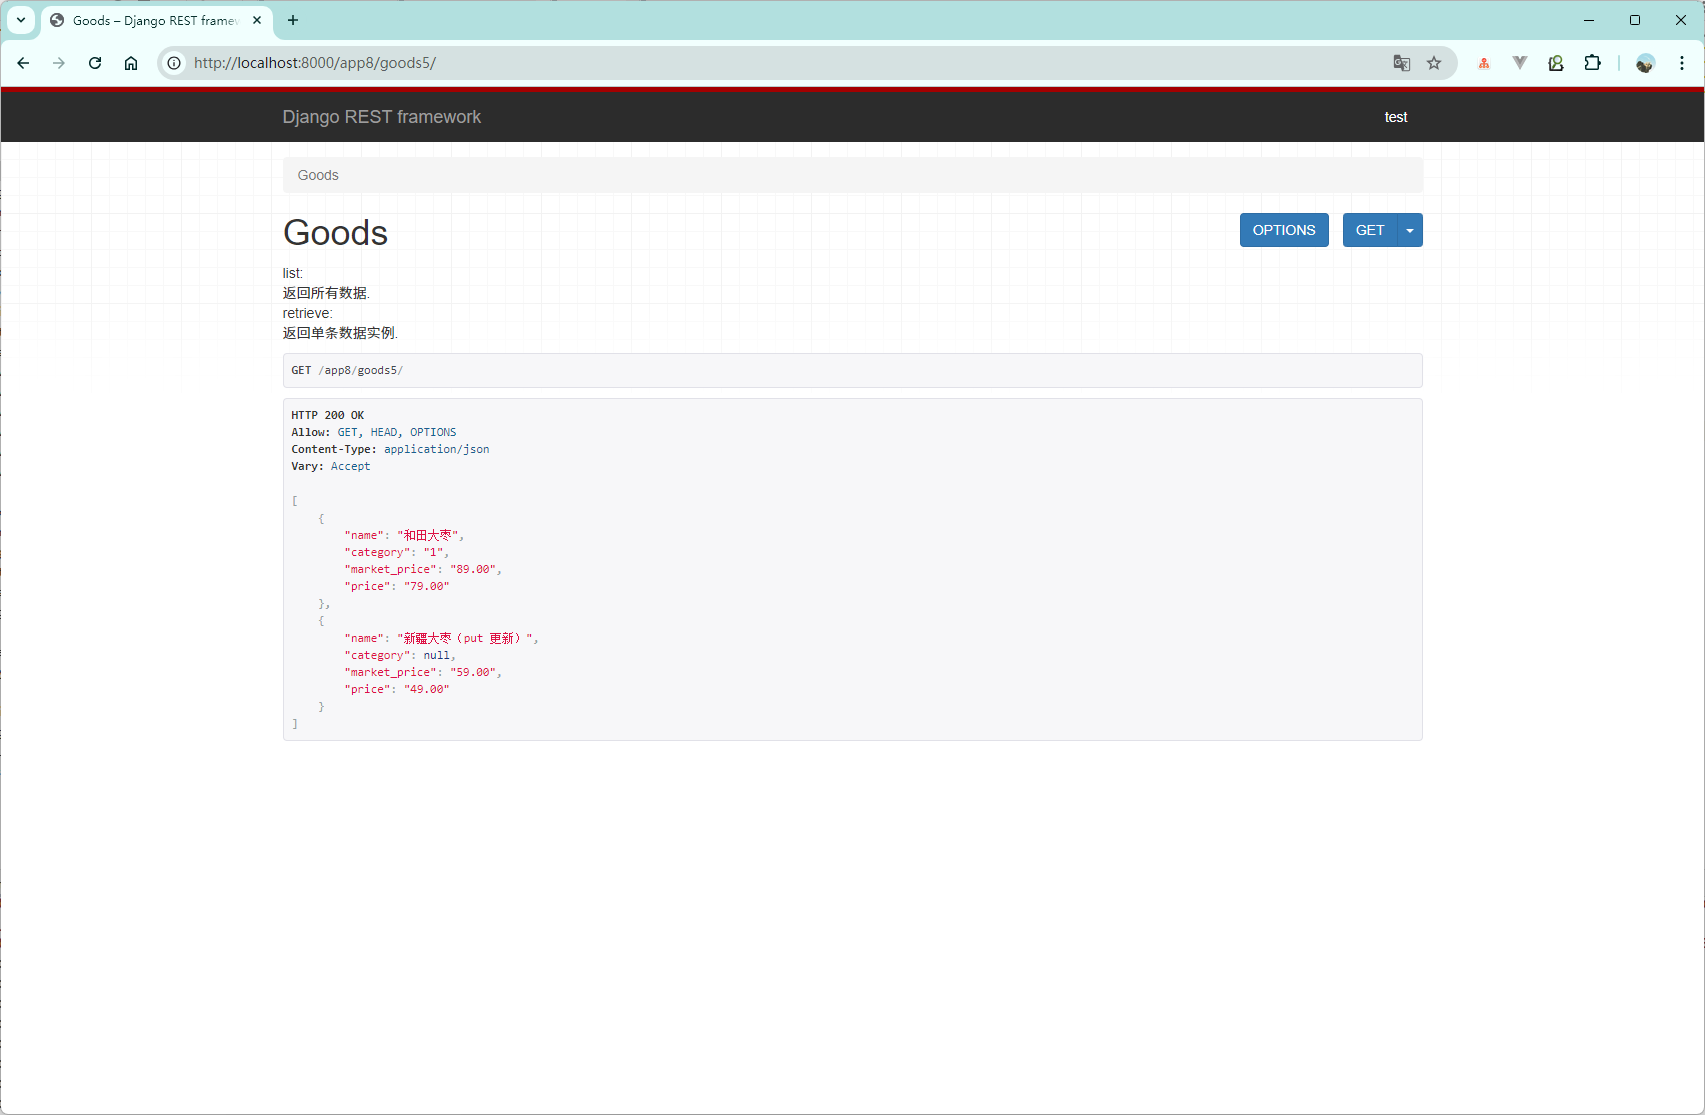 Goods – Django REST framew
http://localhost:8000/app8/goods5/
Django REST framework
test
Goods
Goods
OPTIONS
GET
list:
返回所有数据.
retrieve:
返回单条数据实例.
GET /app8/goods5/
HTTP 200 OK
Allow: GET, HEAD, OPTIONS
Content-Type: application/json
Vary: Accept
[
    {
        "name": "和田大枣",
        "category": "1",
        "market_price": "89.00",
        "price": "79.00"
    },
    {
        "name": "新疆大枣（put 更新）",
        "category": null,
        "market_price": "59.00",
        "price": "49.00"
    }
]